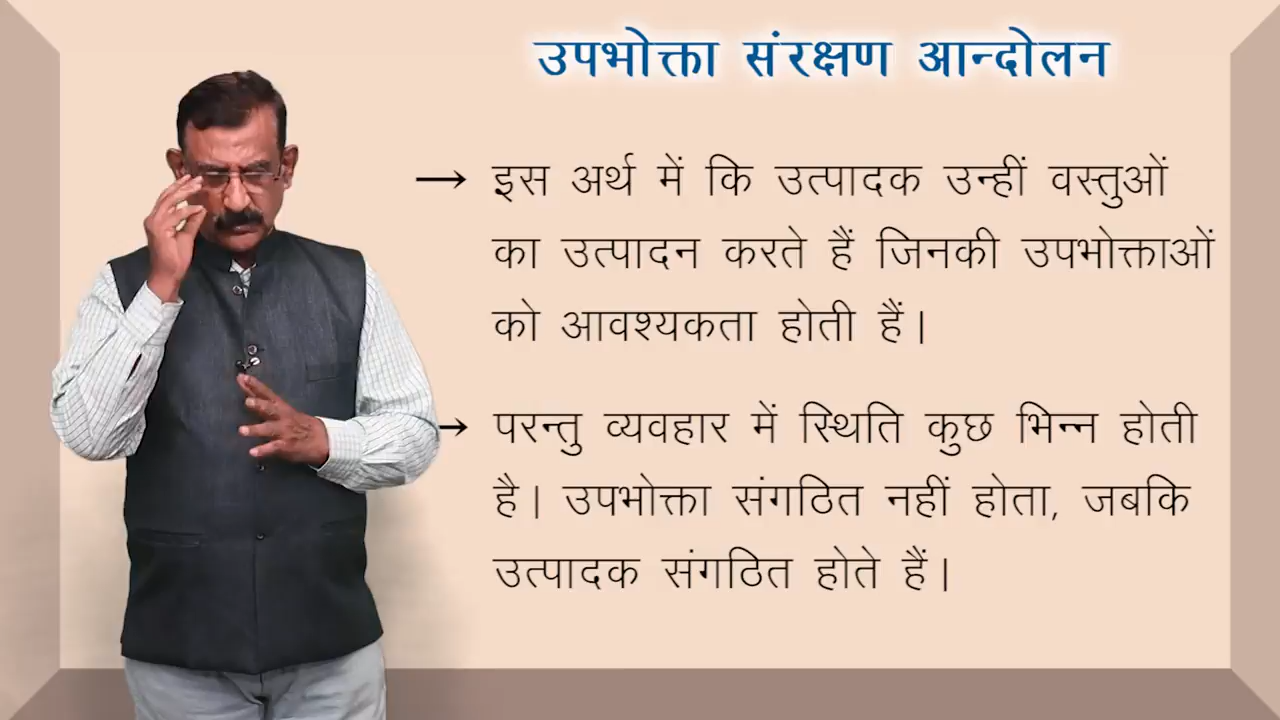 उपभोक्ता संरक्षण आन्दोलन
→ इस अर्थ में कि उत्पादक उन्हीं वस्तुओं
का उत्पादन करते हैं जिनकी उपभोक्ताओं
को आवश्यकता होती हैं।
→ परन्तु व्यवहार में स्थिति कुछ भिन्न होती
है। उपभोक्ता संगठित नहीं होता, जबकि
उत्पादक संगठित होते हैं।